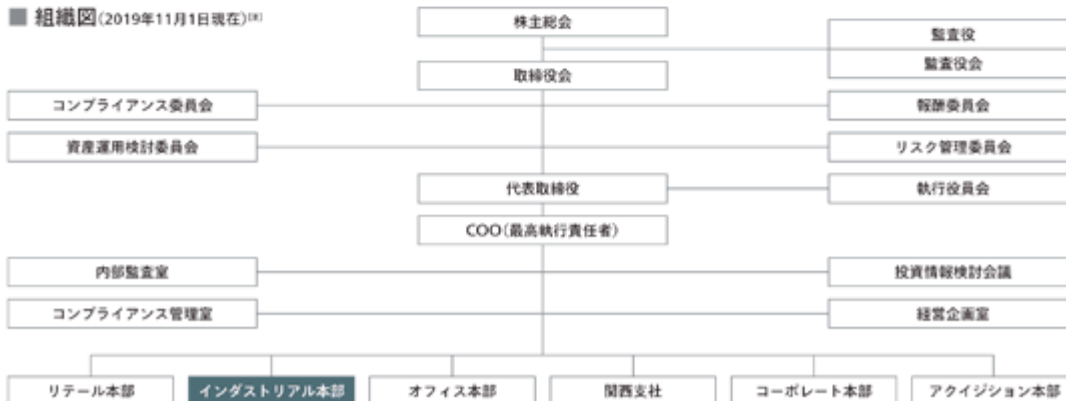 ■ 組織図(2019年11月1日現在)[※]
株主総会
監査役
監査役会
取締役会
コンプライアンス委員会
報酬委員会
資産運用検討委員会
リスク管理委員会
代表取締役
執行役員会
COO(最高執行責任者)
内部監査室
投資情報検討会議
コンプライアンス管理室
経営企画室
リテール本部
インダストリアル本部
オフィス本部
関西支社
コーポレート本部
アクイジション本部